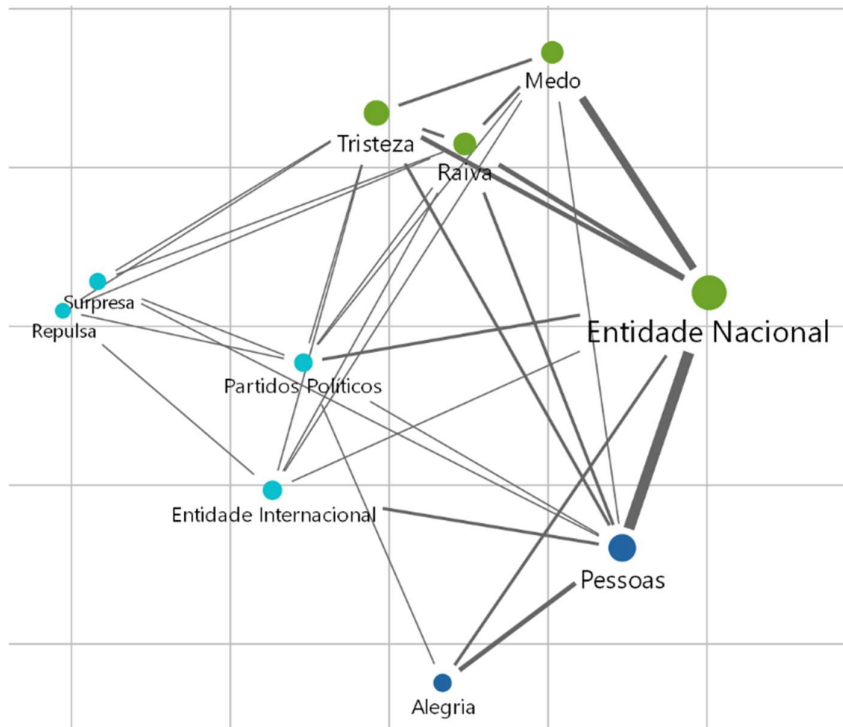 Medo
Tristeza
Raiva
Surpresa
Entidade Nacional
Repulsa
Partidos Políticos
Entidade Internacional
Pessoas
Alegria